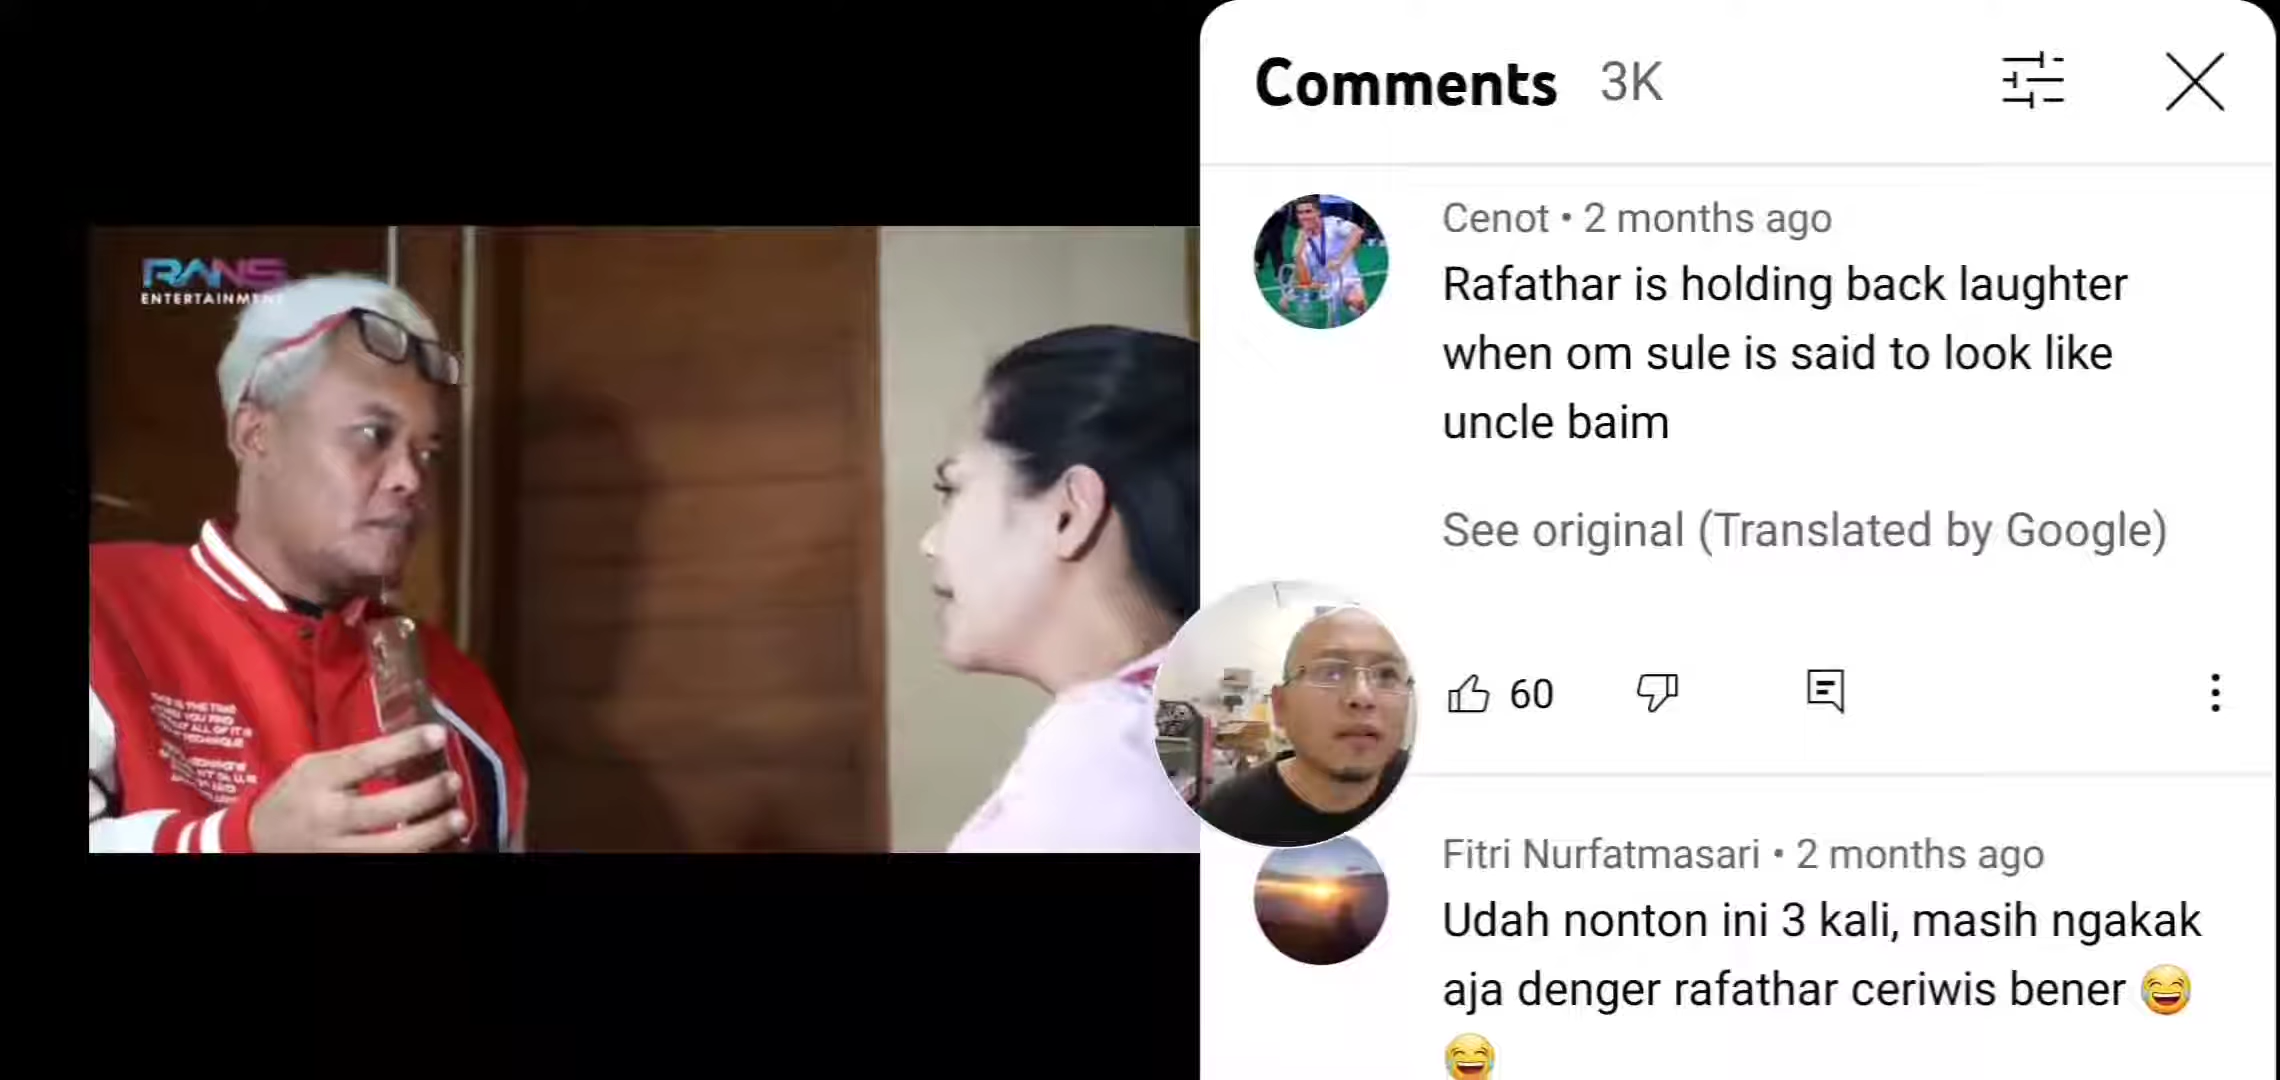 RANS
ENTERTAINMENT
Comments 3K
Cenot • 2 months ago
Rafathar is holding back laughter
when om sule is said to look like
uncle baim
See original (Translated by Google)
60
Fitri Nurfatmasari • 2 months ago
Udah nonton ini 3 kali, masih ngakak
aja denger rafathar ceriwis bener 😂
😂